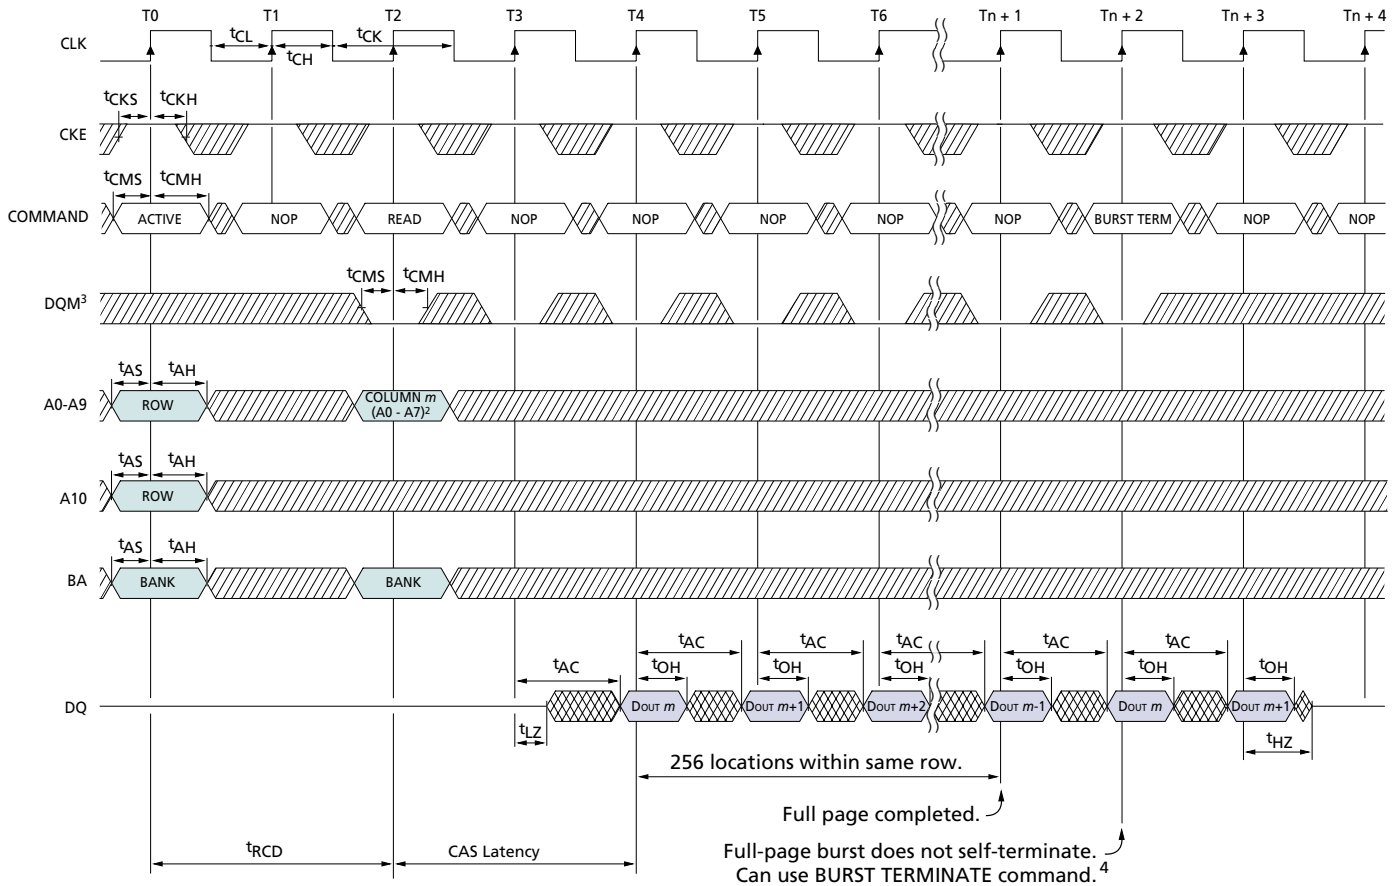 T0 T1 T2 T3 T4 T5 T6 Tn + 1 Tn + 2 Tn + 3 Tn + 4
CLK
tCL tCK
tCH
tCKS tCKH
CKE
tCMS tCMH
COMMAND ACTIVE NOP READ NOP NOP NOP NOP NOP BURST TERM NOP NOP
tCMS tCMH
DQM3
tAS tAH
A0-A9 ROW COLUMN m
(A0 - A7)2
tAS tAH
A10 ROW
tAS tAH
BA BANK BANK
tAC tAC tAC tAC tAC
tAC tOH tOH tOH tOH tOH tOH
DQ DOUT m DOUT m+1 DOUT m+2 DOUT m-1 DOUT m DOUT m+1
tLZ tHZ
256 locations within same row.
Full page completed.
tRCD CAS Latency
Full-page burst does not self-terminate.
Can use BURST TERMINATE command.4